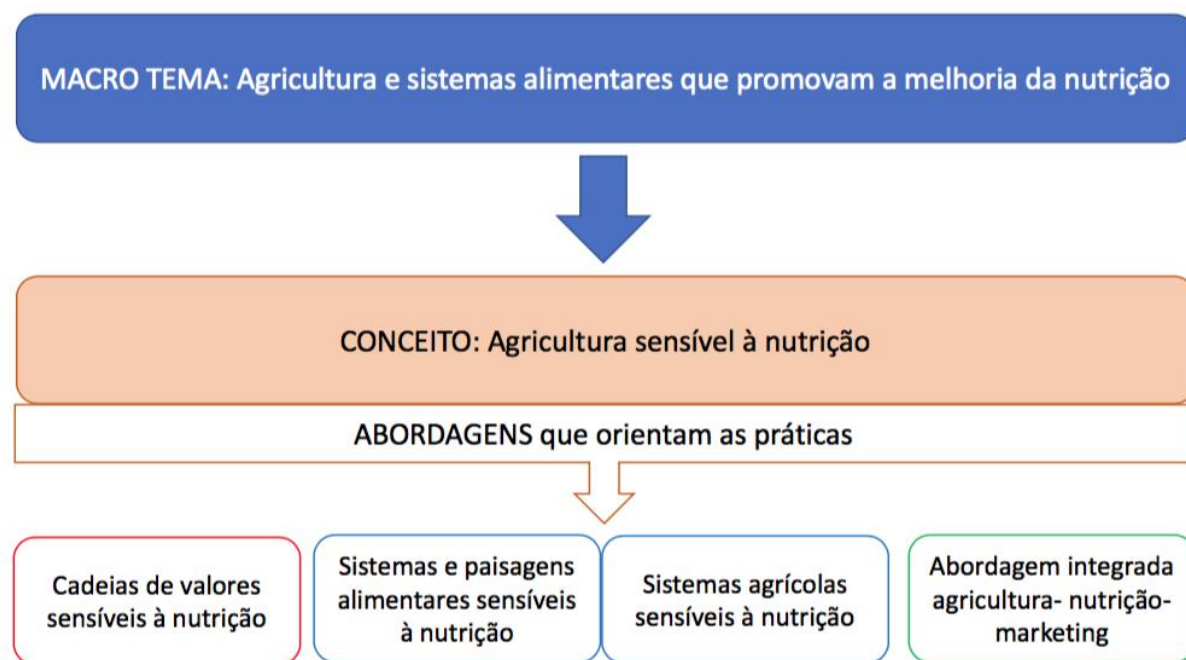 MACRO TEMA: Agricultura e sistemas alimentares que promovam a melhoria da nutrição
CONCEITO: Agricultura sensível à nutrição
ABORDAGENS que orientam as práticas
Cadeias de valores
sensíveis à nutrição
Sistemas e paisagens
alimentares sensíveis
à nutrição
Sistemas agrícolas
sensíveis à nutrição
Abordagem integrada
agricultura- nutrição-
marketing